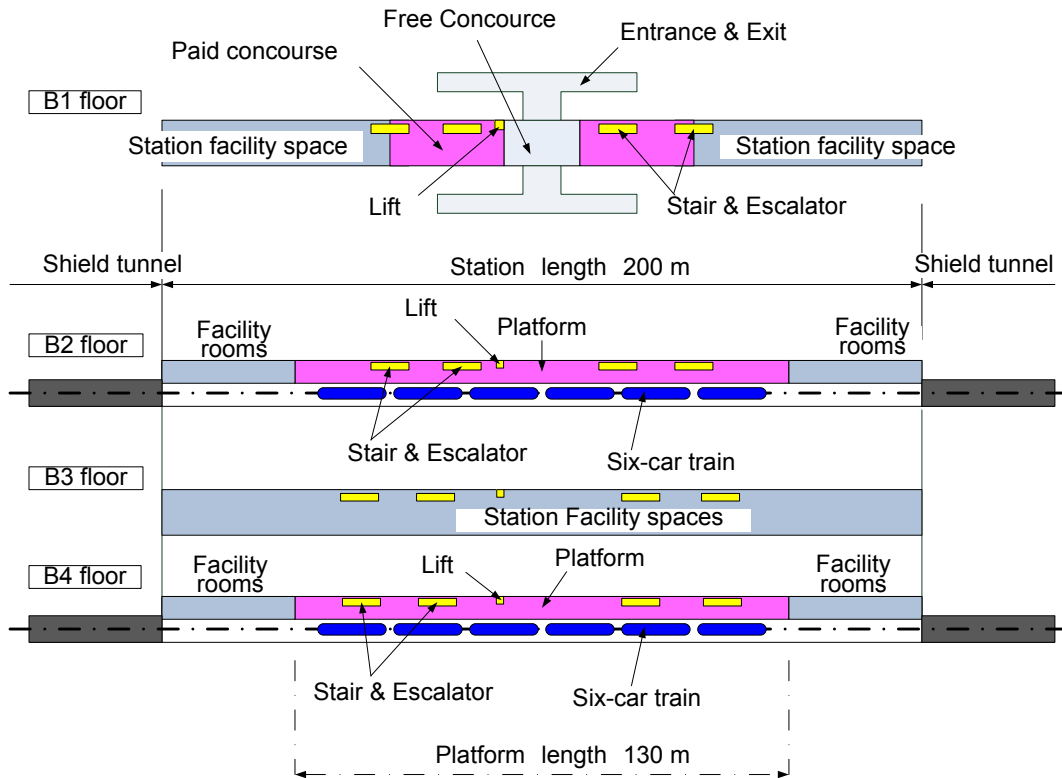 Free Concource
Entrance & Exit
Paid concourse
B1 floor
Station facility space
Station facility space
Lift
Stair & Escalator
Shield tunnel
Station length 200 m
Shield tunnel
Lift
Platform
Facility
rooms
Facility
rooms
B2 floor
Stair & Escalator
Six-car train
B3 floor
Station Facility spaces
Facility
rooms
Lift
Platform
Facility
rooms
B4 floor
Stair & Escalator
Six-car train
Platform length 130 m